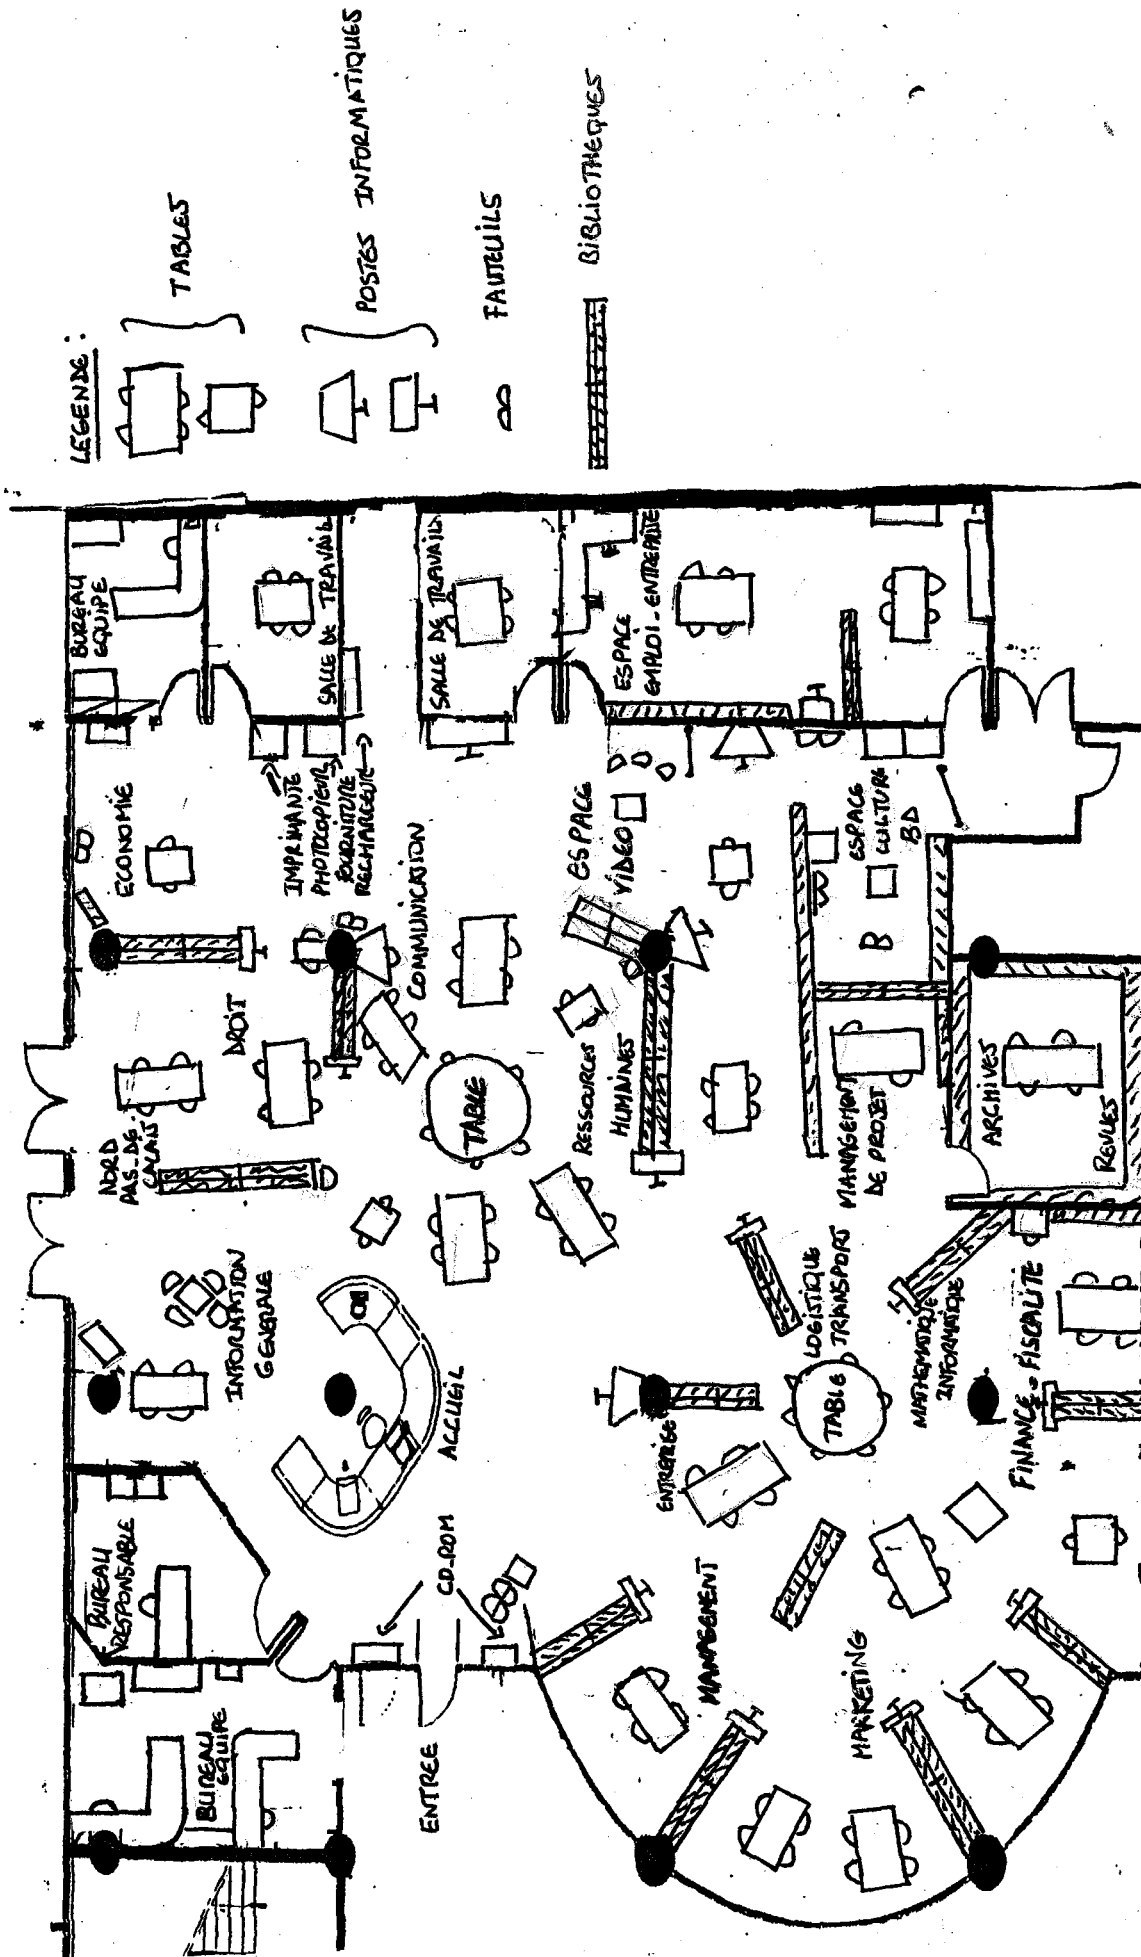 LEGENDE :
TABLES
POSTES INFORMATIQUES
FAUTEUILS
BIBLIOTHEQUES
BUREAU
EQUIPE
SALLE DE TRAVAIL
SALLE DE TRAVAIL
ESPACE
EMPLOI - ENTREPRISE
ECONOMIE
IMPRIMANTE
PHOTOCOPIEUR
FOURNITURE
RECHARGEUR
COMMUNICATION
ESPACE
VIDEO
ESPACE
CULTURE
BD
DROIT
NORD
PAS.DE.
CALAIS
TABLE
RESSOURCES
HUMAINES
MANAGEMENT
DE PROJET
ARCHIVES
REVUES
INFORMATION
GENERALE
ACCUEIL
LOGISTIQUE
TRANSPORT
MATHEMATIQUE
INFORMATIQUE
FINANCE - FISCALITE
ENTREPRISE
TABLE
BUREAU
RESPONSABLE
CD.ROM
MANAGEMENT
MARKETING
BUREAU
EQUIPE
ENTREE